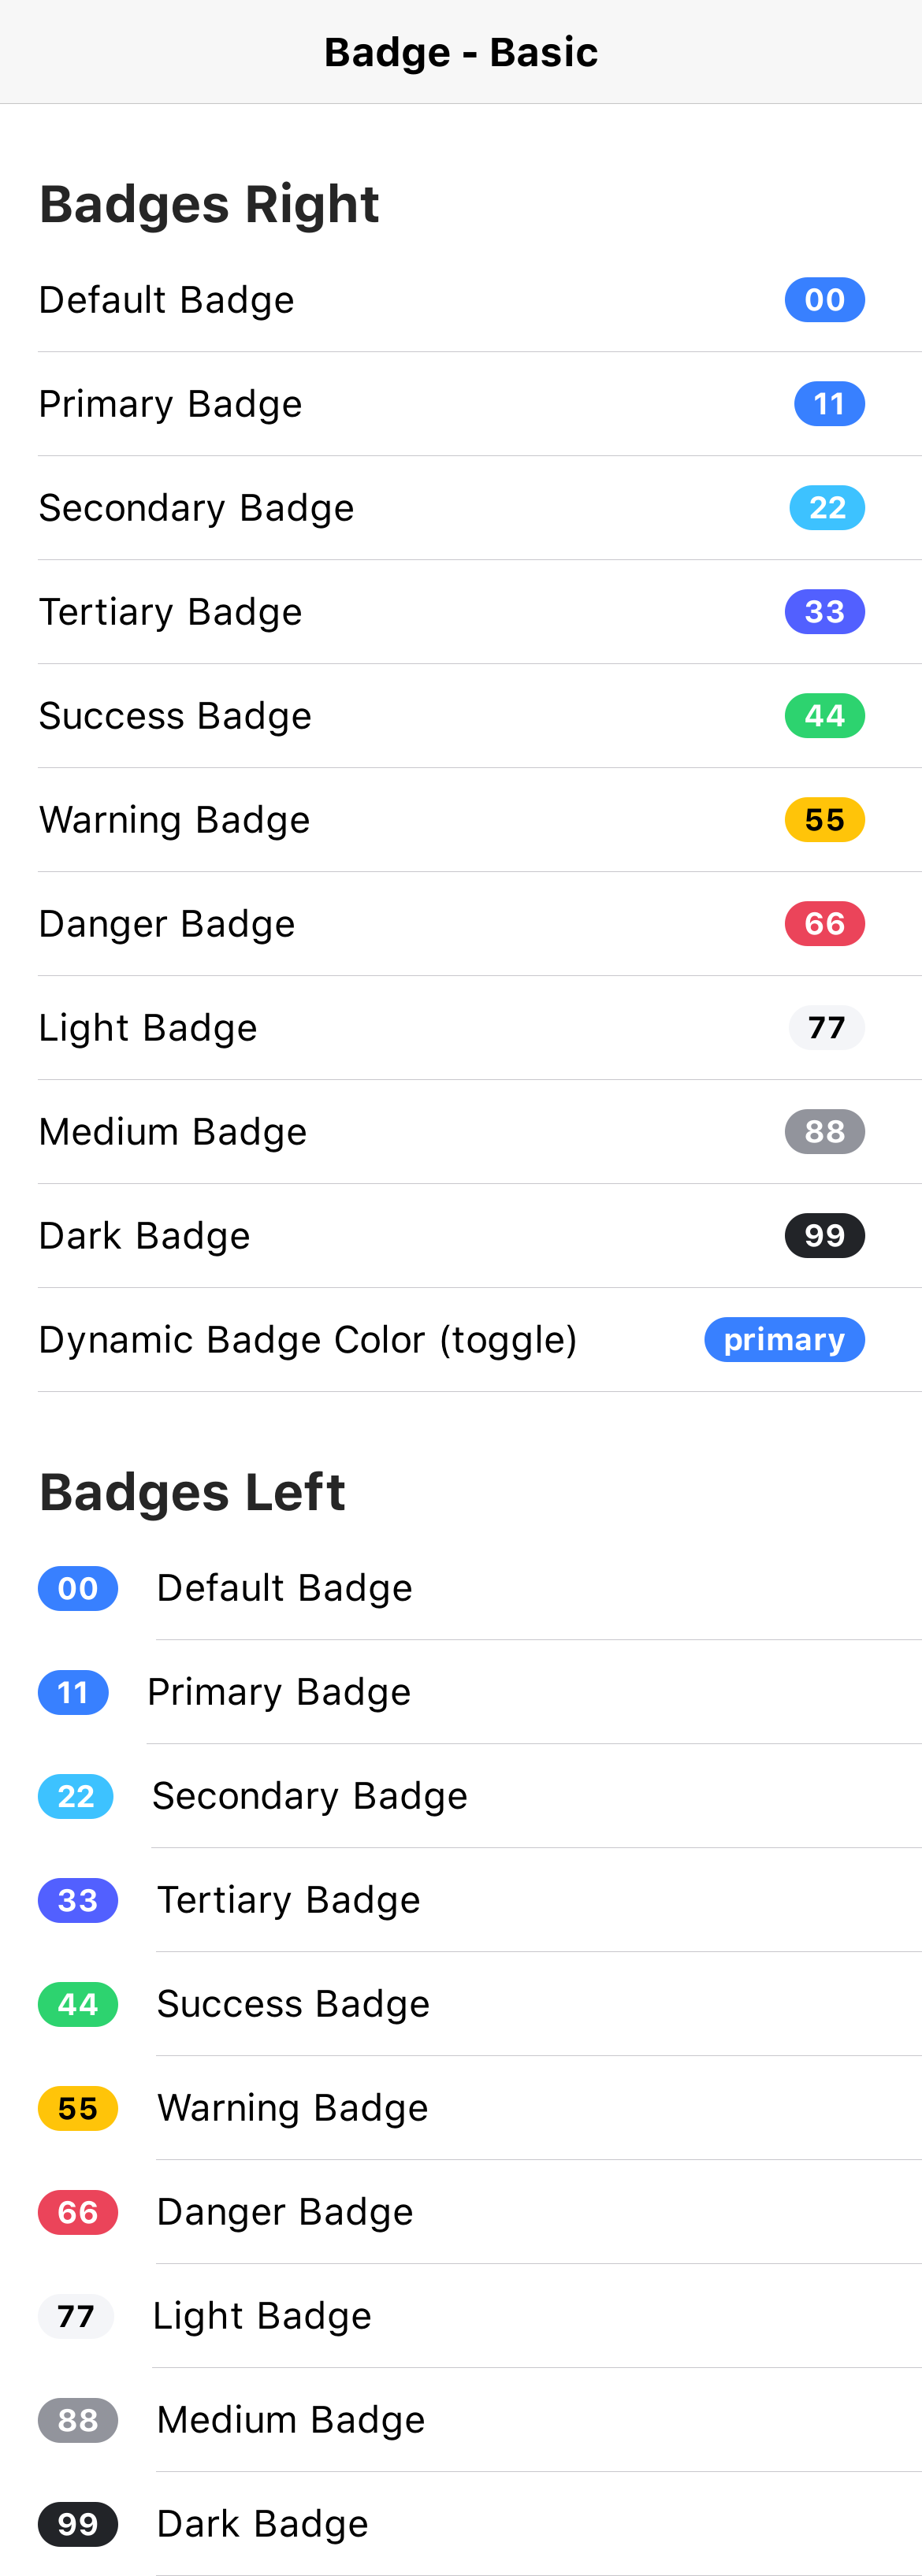 Badge - Basic
Badges Right
Default Badge 00
Primary Badge 11
Secondary Badge 22
Tertiary Badge 33
Success Badge 44
Warning Badge 55
Danger Badge 66
Light Badge 77
Medium Badge 88
Dark Badge 99
Dynamic Badge Color (toggle) primary
Badges Left
00 Default Badge
11 Primary Badge
22 Secondary Badge
33 Tertiary Badge
44 Success Badge
55 Warning Badge
66 Danger Badge
77 Light Badge
88 Medium Badge
99 Dark Badge